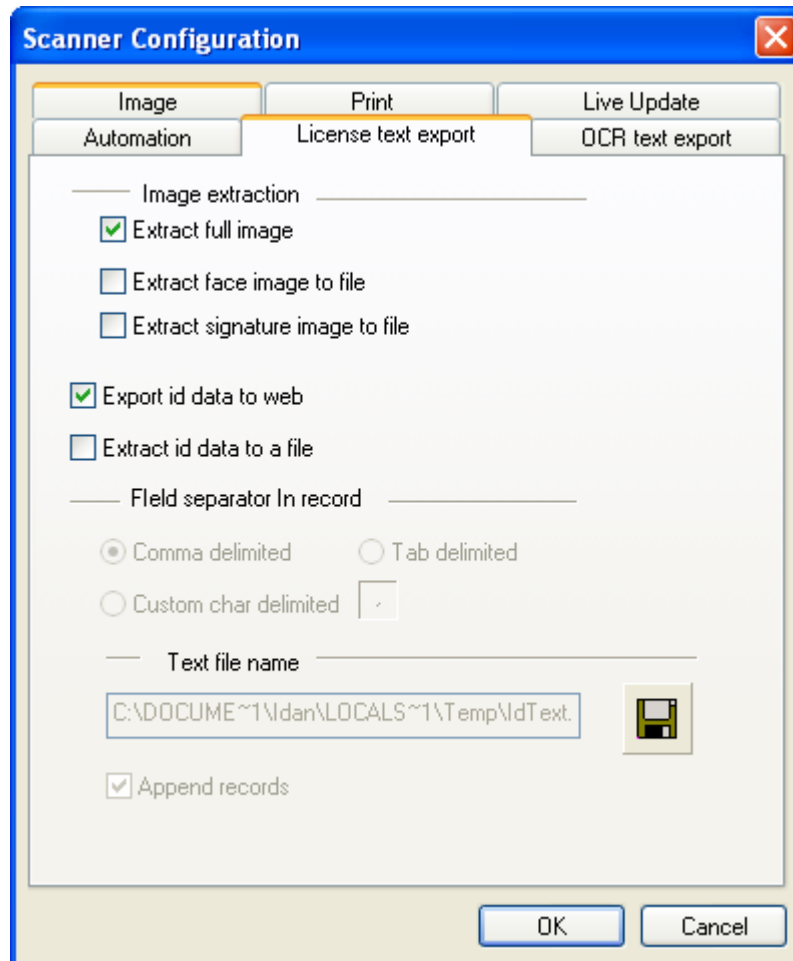 Scanner Configuration
Image Print Live Update
Automation License text export OCR text export
Image extraction
Extract full image
Extract face image to file
Extract signature image to file
Export id data to web
Extract id data to a file
FIeld separator In record
Comma delimited Tab delimited
Custom char delimited ,
Text file name
C:\DOCUME~1\Idan\LOCALS~1\Temp\IdText.
Append records
OK Cancel